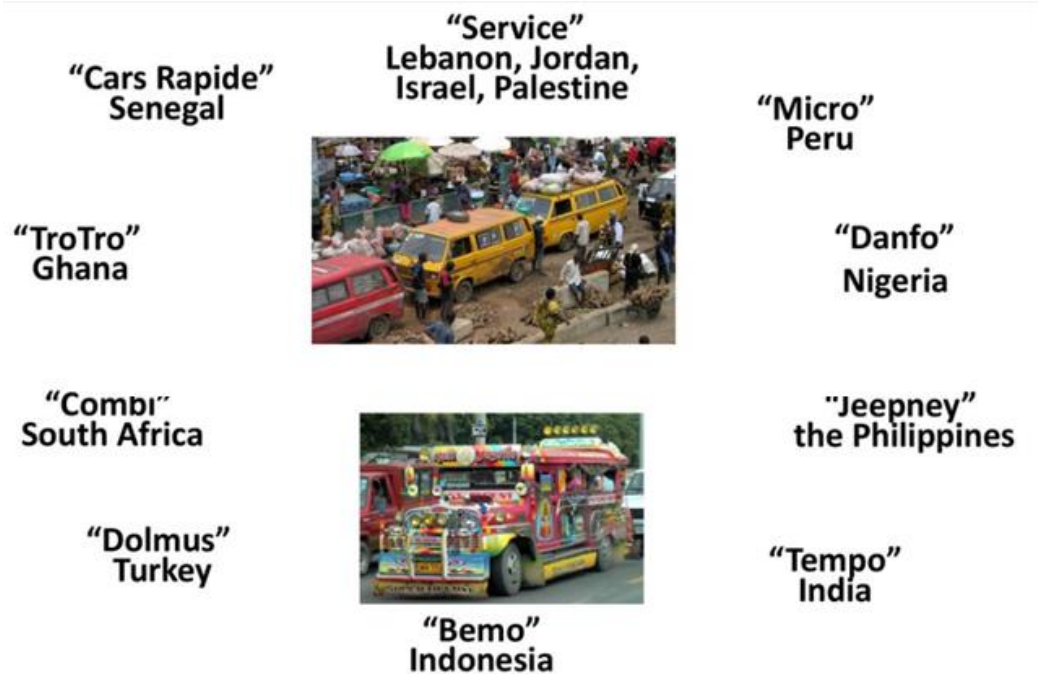 “Service”
Lebanon, Jordan,
Israel, Palestine
“Cars Rapide”
Senegal
“Micro”
Peru
“TroTro”
Ghana
“Danfo”
Nigeria
“Combi”
South Africa
"Jeepney”
the Philippines
“Dolmus”
Turkey
“Tempo”
India
“Bemo”
Indonesia